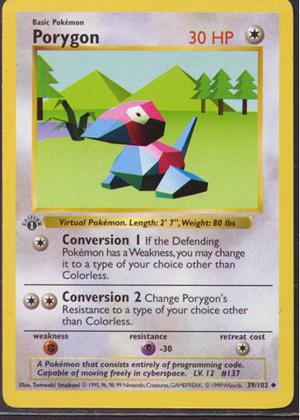 Basic Pokémon
Porygon 30 HP
EDITION
1
Virtual Pokémon. Length: 2' 7", Weight: 80 lbs
Conversion 1 If the Defending
Pokémon has a Weakness, you may change
it to a type of your choice other than
Colorless.
Conversion 2 Change Porygon's
Resistance to a type of your choice other
than Colorless.
weakness resistance retreat cost
-30
A Pokémon that consists entirely of programming code.
Capable of moving freely in cyberspace. LV. 12 #137
Illus. Tomoaki Imakuni © 1995, 96, 98, 99 Nintendo, Creatures, GAMEFREAK. © 1999 Wizards. 39/102